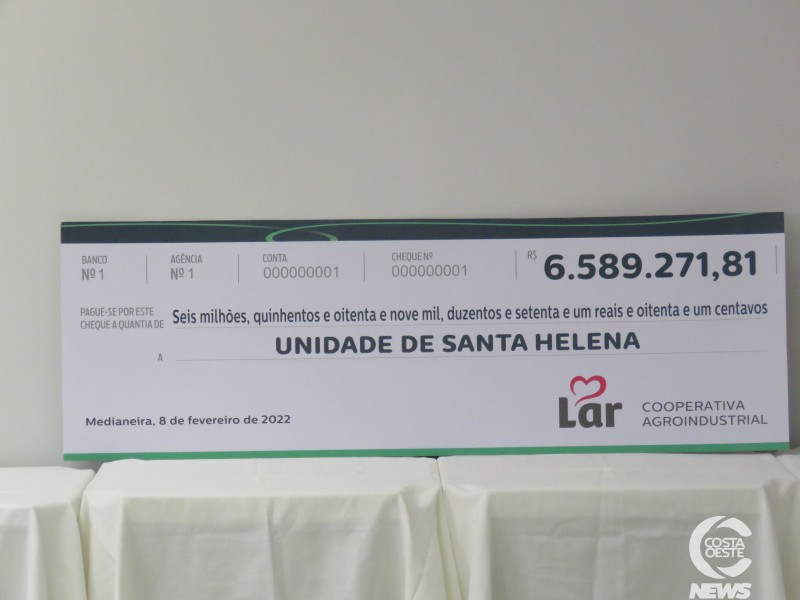 BANCO
Nº 1
AGÊNCIA
Nº 1
CONTA
000000001
CHEQUE Nº
000000001
R$ 6.589.271,81
PAGUE-SE POR ESTE
CHEQUE A QUANTIA DE
Seis milhões, quinhentos e oitenta e nove mil, duzentos e setenta e um reais e oitenta e um centavos
A UNIDADE DE SANTA HELENA
Medianeira, 8 de fevereiro de 2022
Lar
COOPERATIVA
AGROINDUSTRIAL
COSTA
OESTE
NEWS